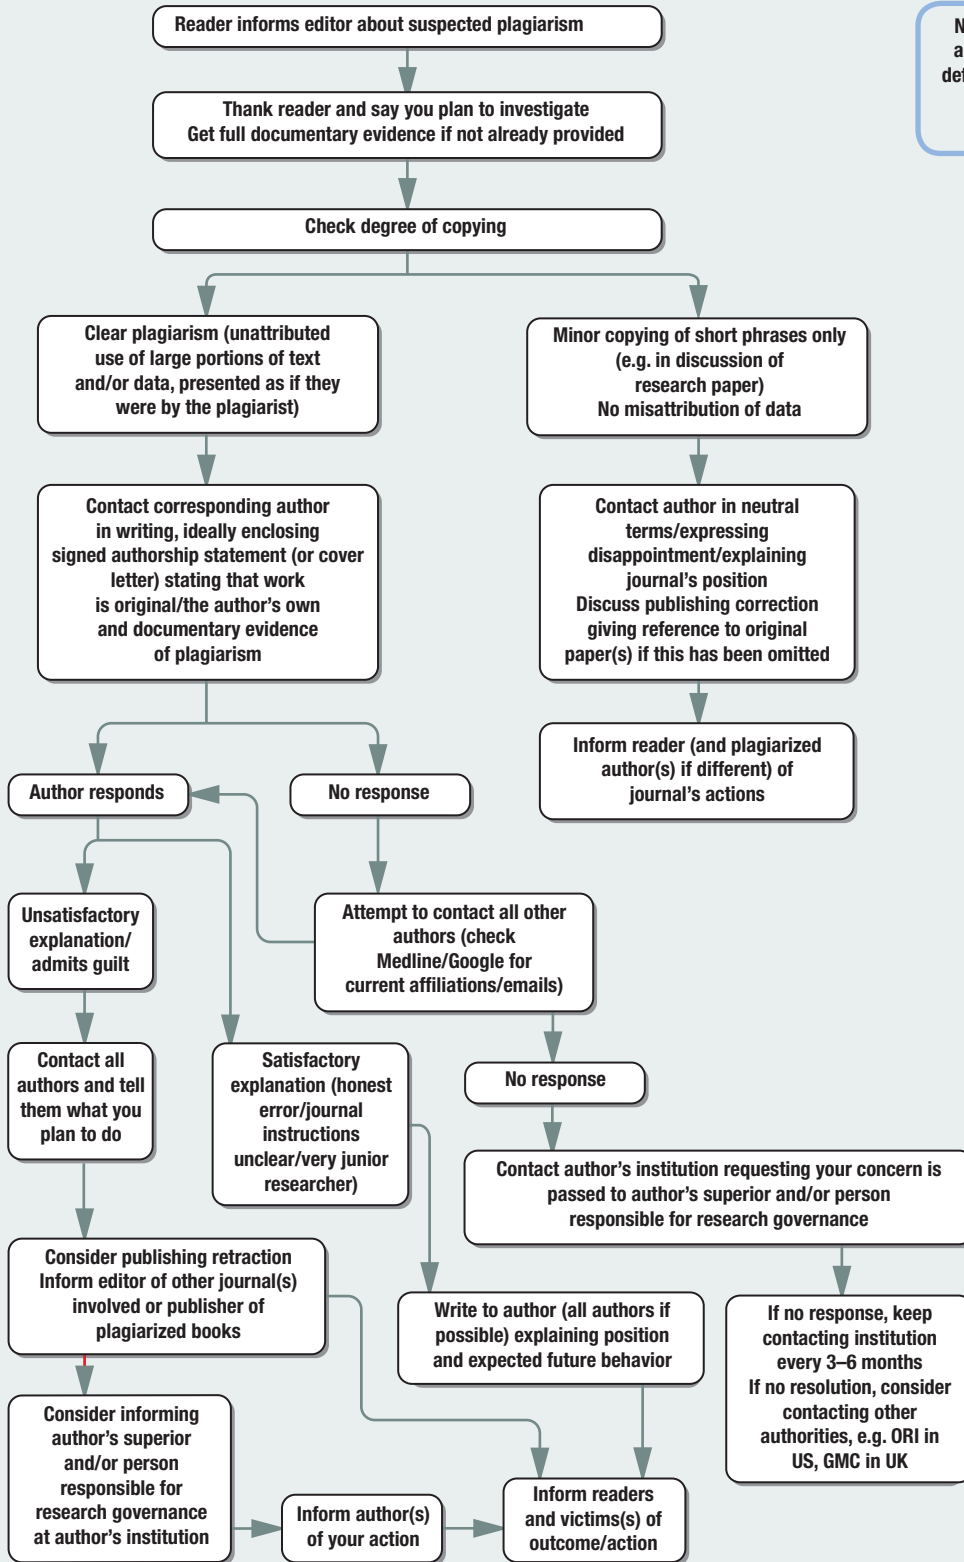 Reader informs editor about suspected plagiarism
Thank reader and say you plan to investigate
Get full documentary evidence if not already provided
Check degree of copying
Clear plagiarism (unattributed
use of large portions of text
and/or data, presented as if they
were by the plagiarist)
Minor copying of short phrases only
(e.g. in discussion of
research paper)
No misattribution of data
Contact corresponding author
in writing, ideally enclosing
signed authorship statement (or cover
letter) stating that work
is original/the author's own
and documentary evidence
of plagiarism
Contact author in neutral
terms/expressing
disappointment/explaining
journal's position
Discuss publishing correction
giving reference to original
paper(s) if this has been omitted
Inform reader (and plagiarized
author(s) if different) of
journal's actions
Author responds
No response
Attempt to contact all other
authors (check
Medline/Google for
current affiliations/emails)
Unsatisfactory
explanation/
admits guilt
Contact all
authors and tell
them what you
plan to do
Satisfactory
explanation (honest
error/journal
instructions
unclear/very junior
researcher)
No response
Contact author's institution requesting your concern is
passed to author's superior and/or person
responsible for research governance
Consider publishing retraction
Inform editor of other journal(s)
involved or publisher of
plagiarized books
Write to author (all authors if
possible) explaining position
and expected future behavior
If no response, keep
contacting institution
every 3–6 months
If no resolution, consider
contacting other
authorities, e.g. ORI in
US, GMC in UK
Consider informing
author's superior
and/or person
responsible for
research governance
at author's institution
Inform author(s)
of your action
Inform readers
and victims(s) of
outcome/action